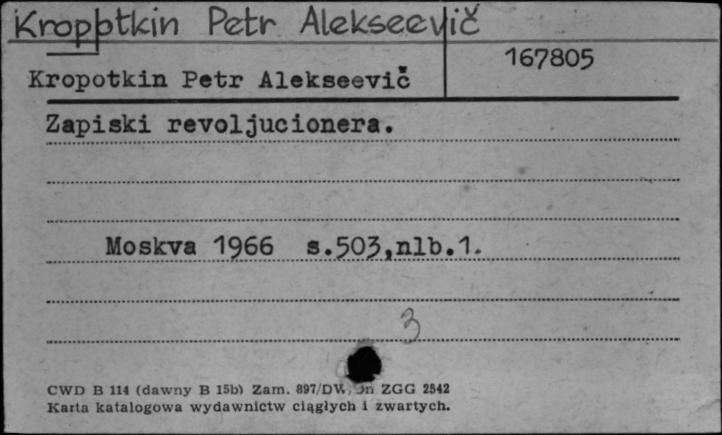 Kropotkin Petr Alekseevič
167805
Kropotkin Petr Alekseevič
Zapiski revoljucionera.
Moskva 1966 s.503,nlb.1.
3
CWD B 114 (dawny B 15b) Zam. 897/DW. ZGG 2542
Karta katalogowa wydawnictw ciągłych i zwartych.